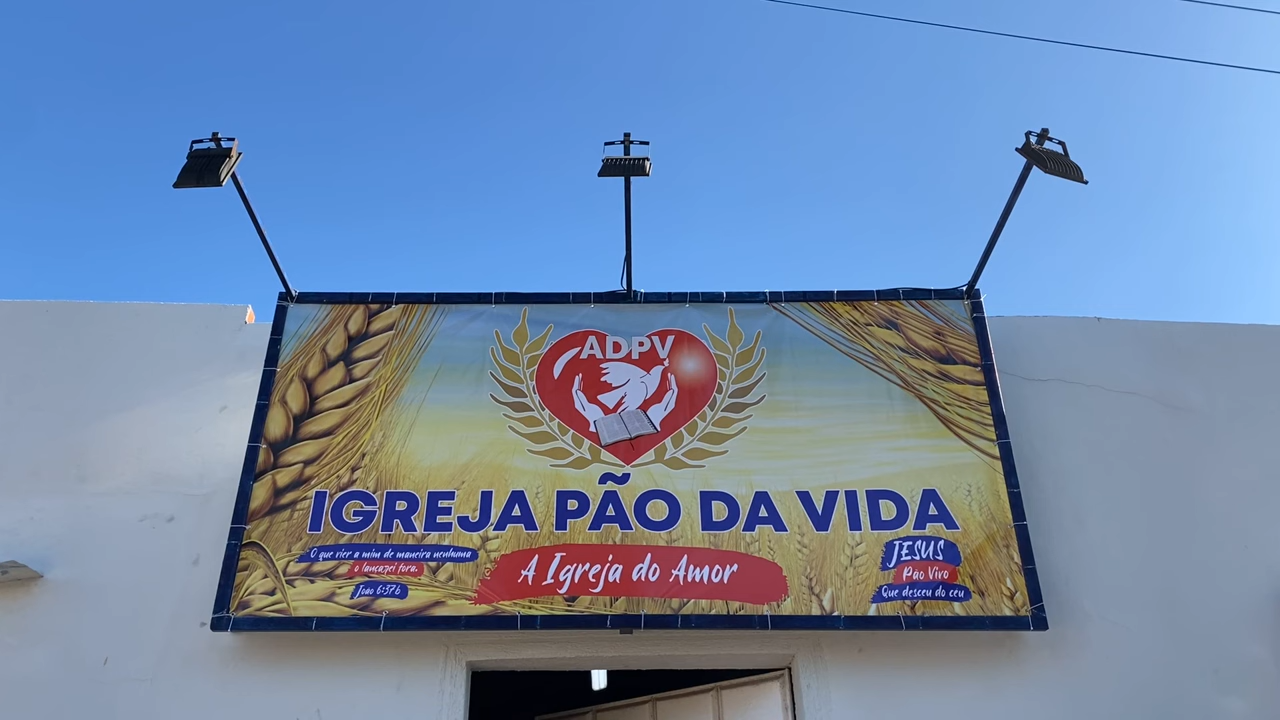 ADPV
IGREJA PÃO DA VIDA
O que vier a mim de maneira nenhuma
o lançarei fora.
João 6:37b
A Igreja do Amor
JESUS
Pão Vivo
Que desceu do ceu